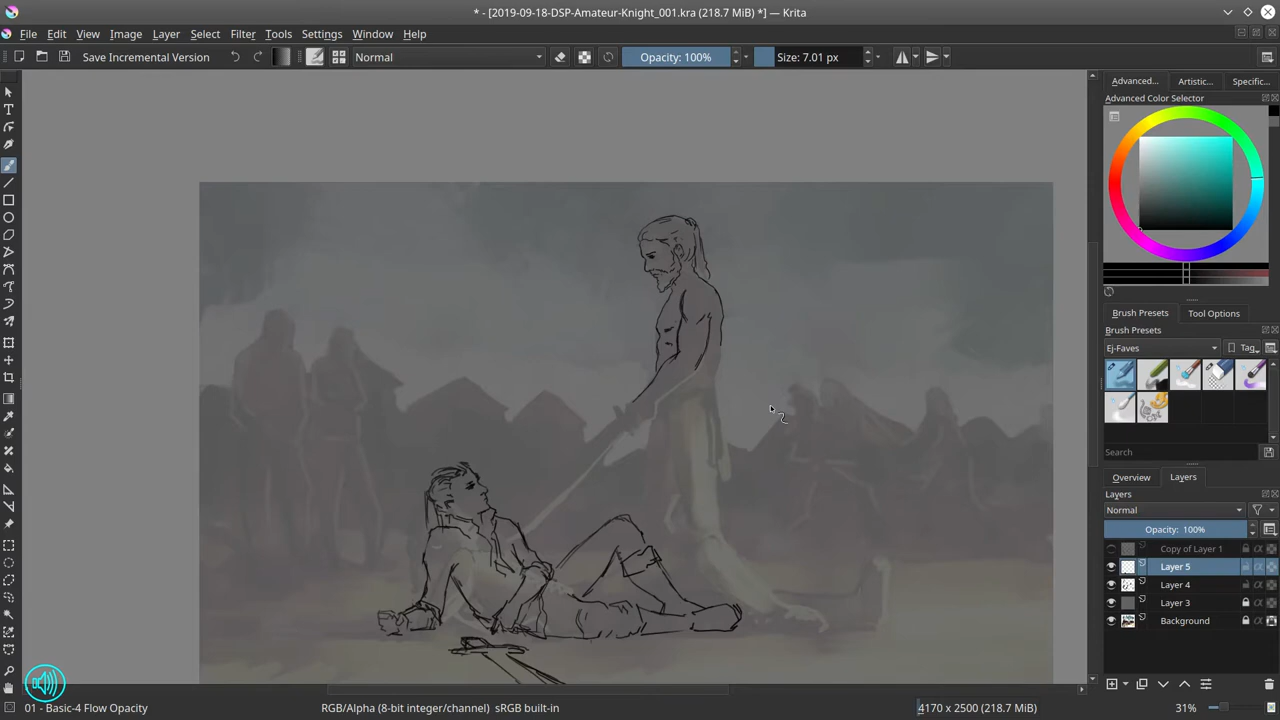 * - [2019-09-18-DSP-Amateur-Knight_001.kra (218.7 MiB) *] — Krita
File Edit View Image Layer Select Filter Tools Settings Window Help
Save Incremental Version Normal Opacity: 100% Size: 7.01 px
Advanced... Artistic... Specific...
Advanced Color Selector
Brush Presets Tool Options
Brush Presets
Ej-Faves Tag
Search
Overview Layers
Layers
Normal
Opacity: 100%
Copy of Layer 1
Layer 5
Layer 4
Layer 3
Background
01 - Basic-4 Flow Opacity RGB/Alpha (8-bit integer/channel) sRGB built-in 4170 x 2500 (218.7 MiB) 31%